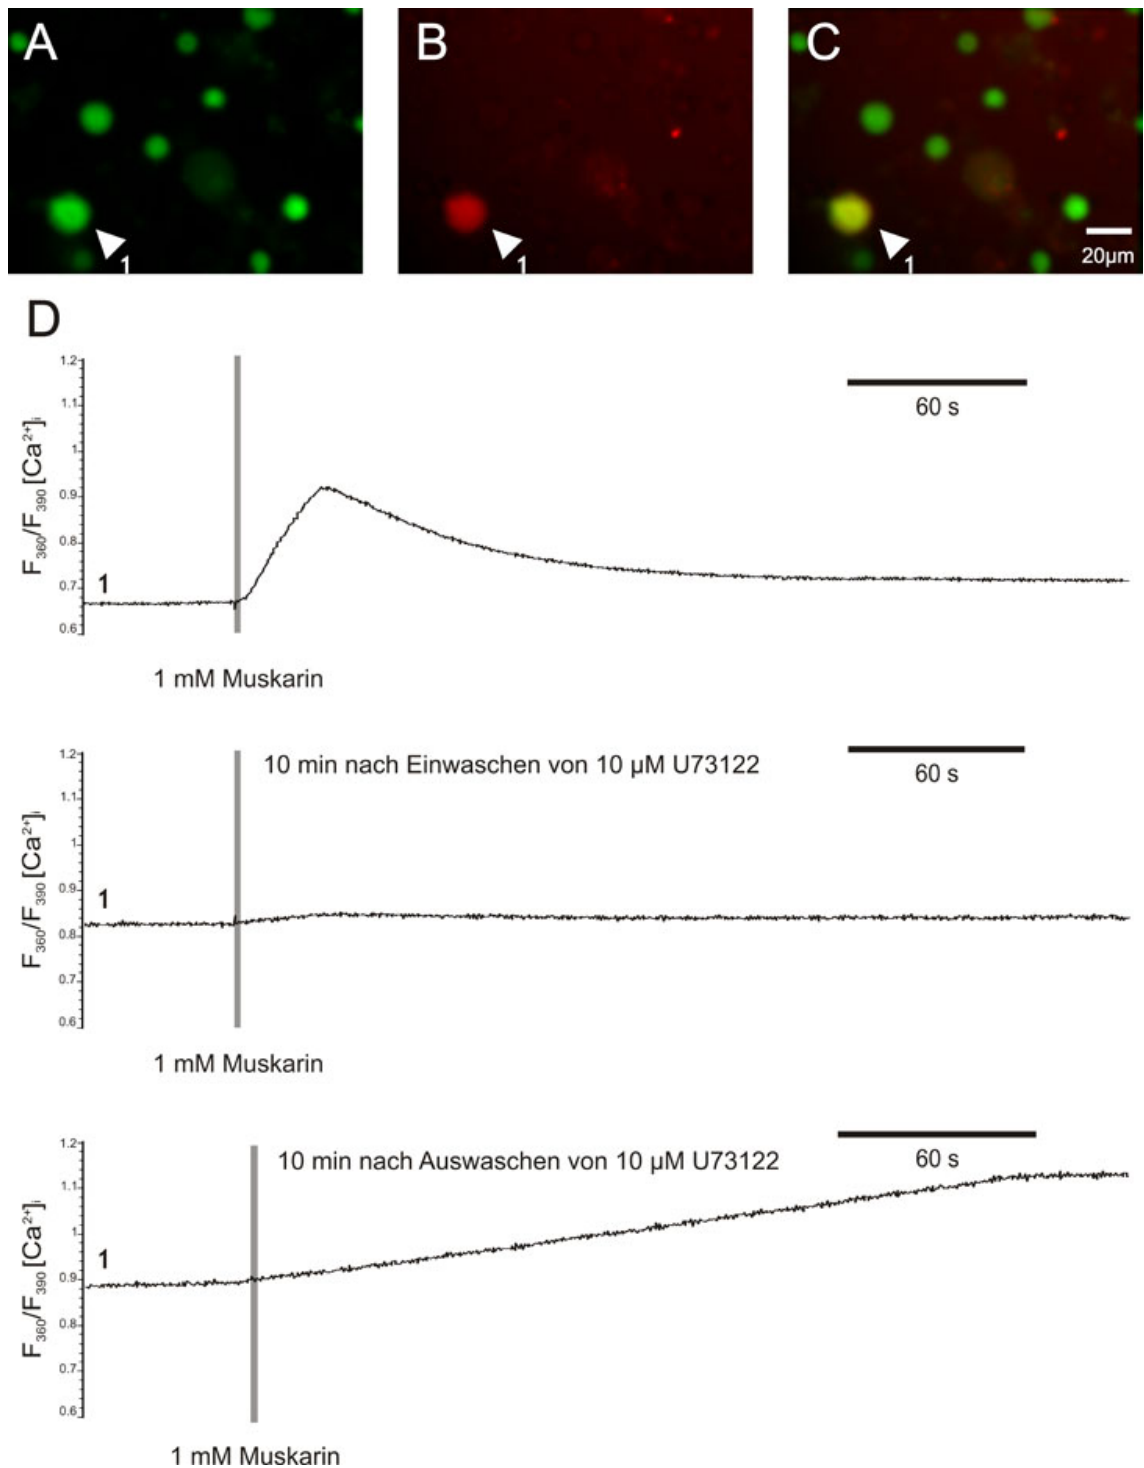 A
B
C
1
1
1
20µm
D
1.2
1.1
1
0.9
0.8
0.7
0.6
F360/F390 [Ca2+]i
1
60 s
1 mM Muskarin
1.2
1.1
1
0.9
0.8
0.7
0.6
F360/F390 [Ca2+]i
1
10 min nach Einwaschen von 10 µM U73122
60 s
1 mM Muskarin
1.2
1.1
1
0.9
0.8
0.7
0.6
F360/F390 [Ca2+]i
1
10 min nach Auswaschen von 10 µM U73122
60 s
1 mM Muskarin